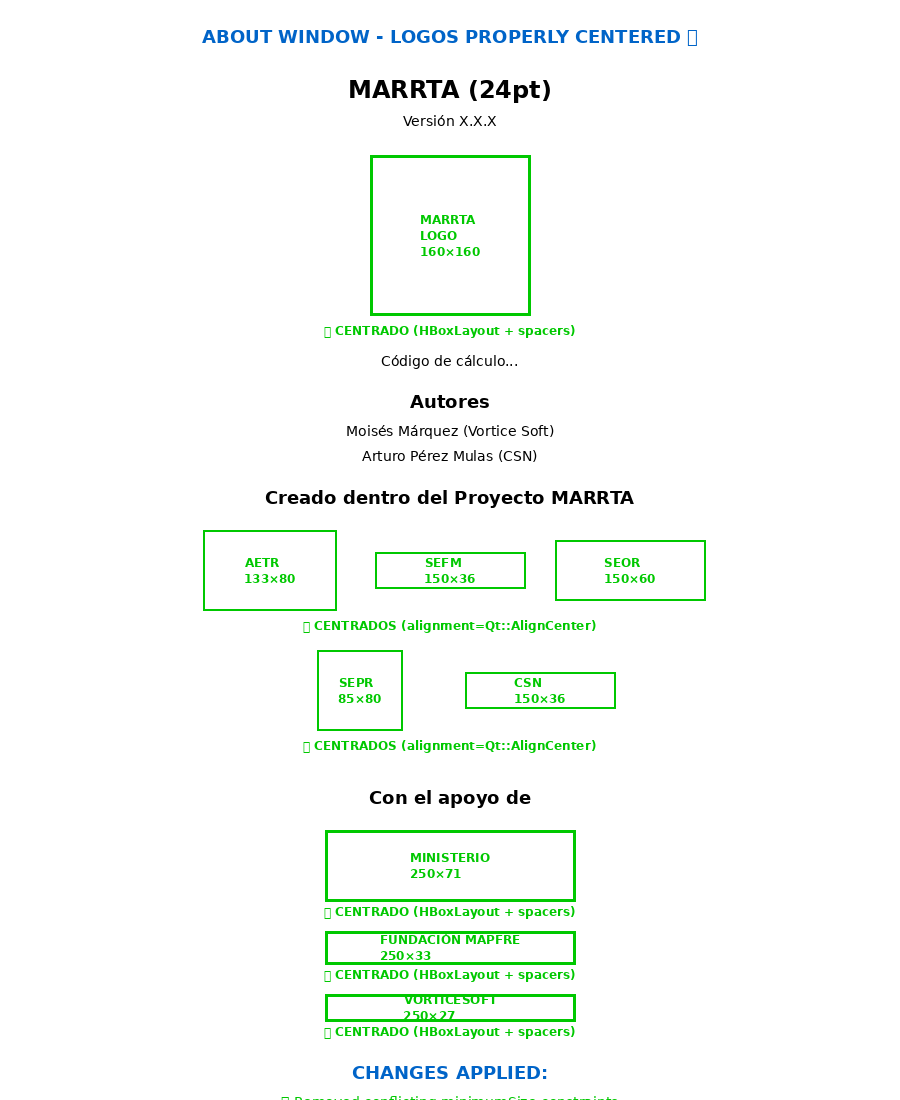 ABOUT WINDOW - LOGOS PROPERLY CENTERED
MARRTA (24pt)
Versión X.X.X
MARRTA
LOGO
160×160
CENTRADO (HBoxLayout + spacers)
Código de cálculo...
Autores
Moisés Márquez (Vortice Soft)
Arturo Pérez Mulas (CSN)
Creado dentro del Proyecto MARRTA
AETR
133×80
SEFM
150×36
SEOR
150×60
CENTRADOS (alignment=Qt::AlignCenter)
SEPR
85×80
CSN
150×36
CENTRADOS (alignment=Qt::AlignCenter)
Con el apoyo de
MINISTERIO
250×71
CENTRADO (HBoxLayout + spacers)
FUNDACIÓN MAPFRE
250×33
CENTRADO (HBoxLayout + spacers)
VORTICESOFT
250×27
CENTRADO (HBoxLayout + spacers)
CHANGES APPLIED:
Removed conflicting minimumSize constraints